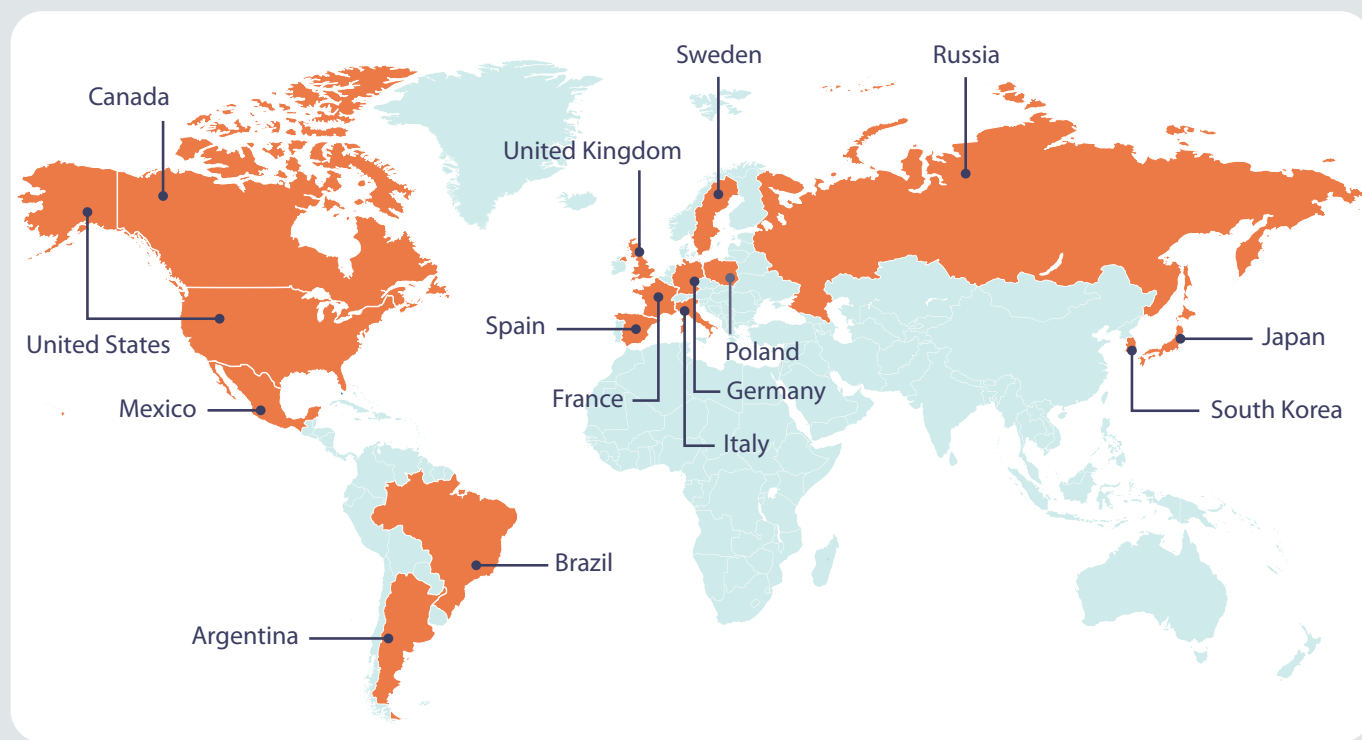 Sweden
Russia
Canada
United Kingdom
Spain
United States
Poland
Japan
France
Germany
Mexico
South Korea
Italy
Brazil
Argentina